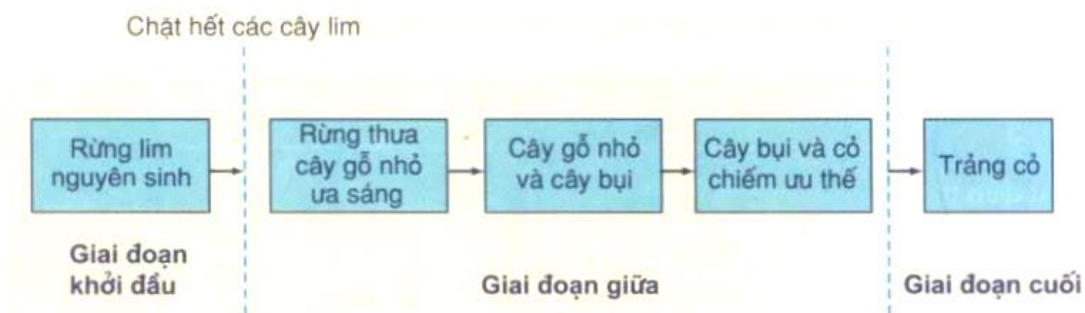 Chặt hết các cây lim
Rừng lim
nguyên sinh
Rừng thưa
cây gỗ nhỏ
ưa sáng
Cây gỗ nhỏ
và cây bụi
Cây bụi và cỏ
chiếm ưu thế
Trảng cỏ
Giai đoạn
khởi đầu
Giai đoạn giữa
Giai đoạn cuối